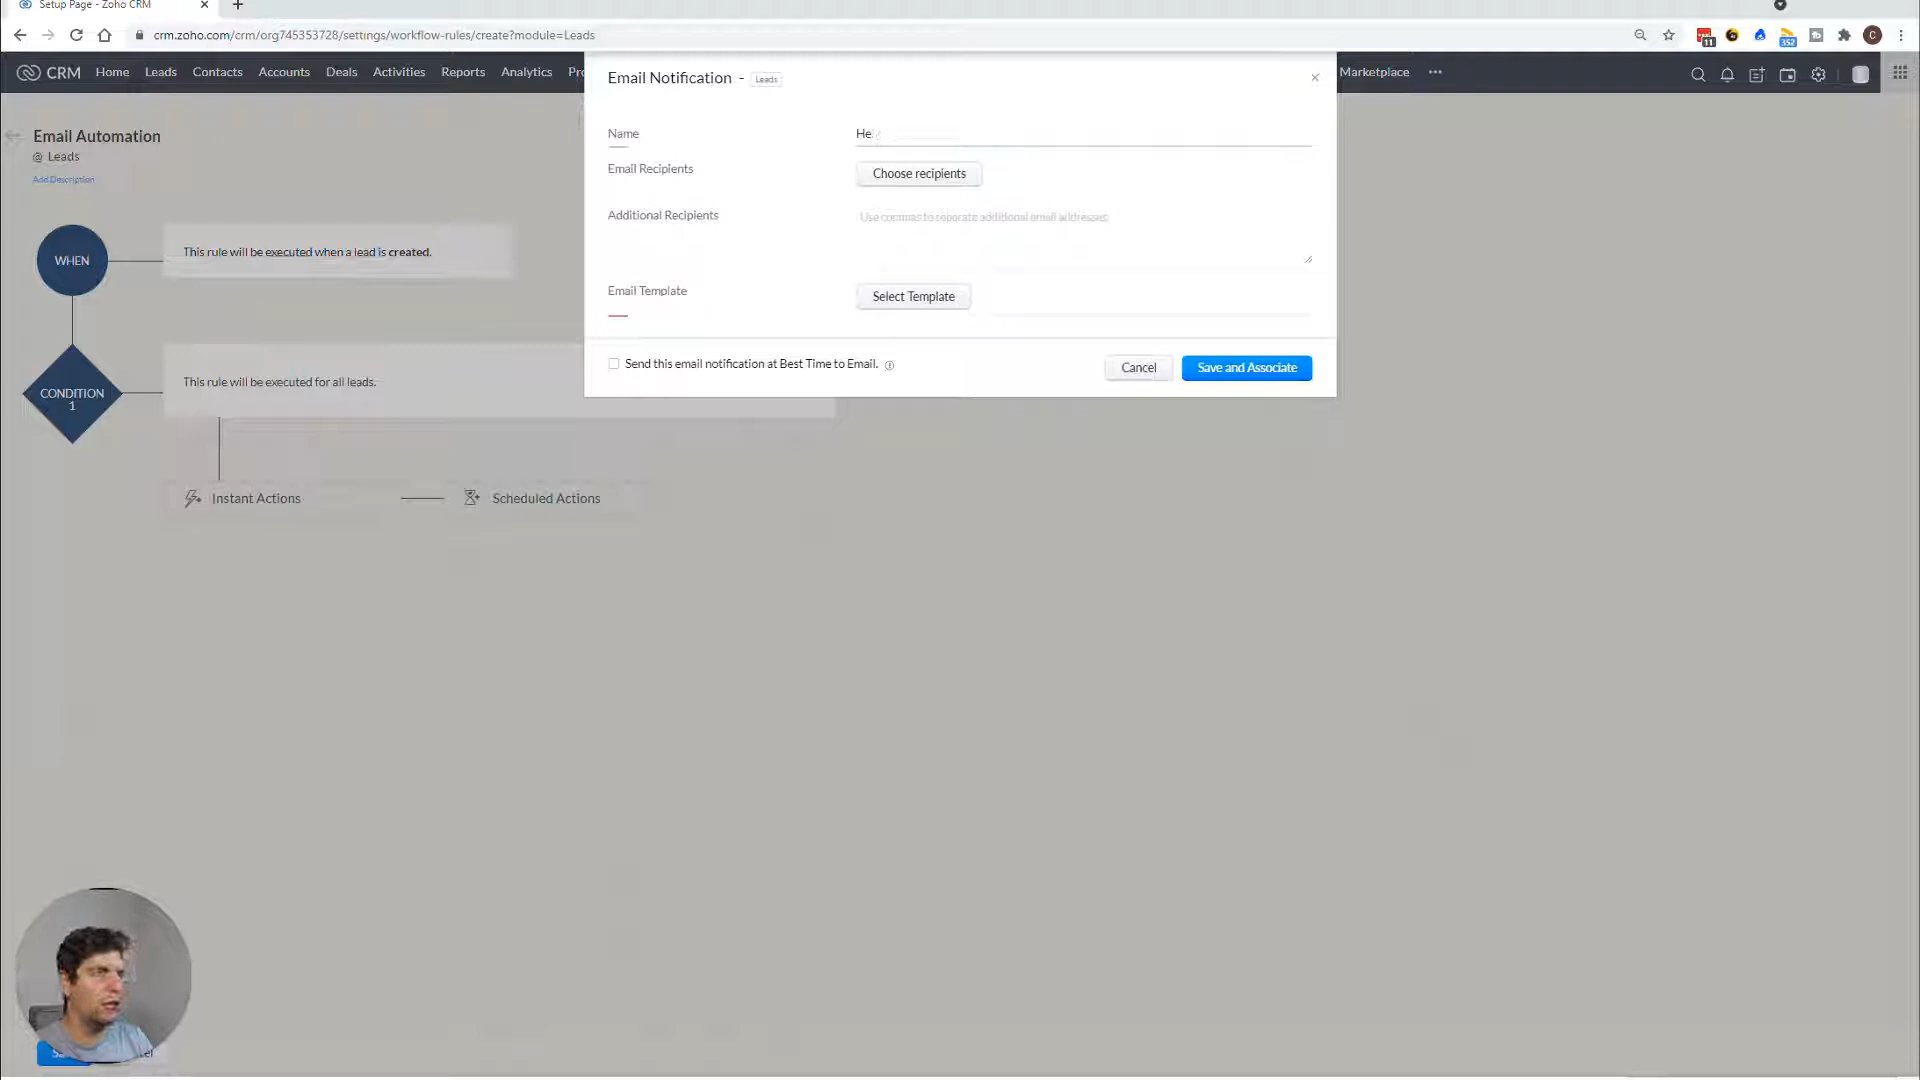 Setup Page - Zoho CRM
crm.zoho.com/crm/org745353728/settings/workflow-rules/create?module=Leads
11
352
C
CRM Home Leads Contacts Accounts Deals Activities Reports Analytics Marketplace
Email Notification - Leads
Name He
Email Recipients Choose recipients
Additional Recipients Use commas to separate additional email addresses.
Email Template Select Template
Send this email notification at Best Time to Email.
Cancel Save and Associate
Email Automation
@ Leads
Add Description
WHEN This rule will be executed when a lead is created.
CONDITION
1
This rule will be executed for all leads.
Instant Actions Scheduled Actions